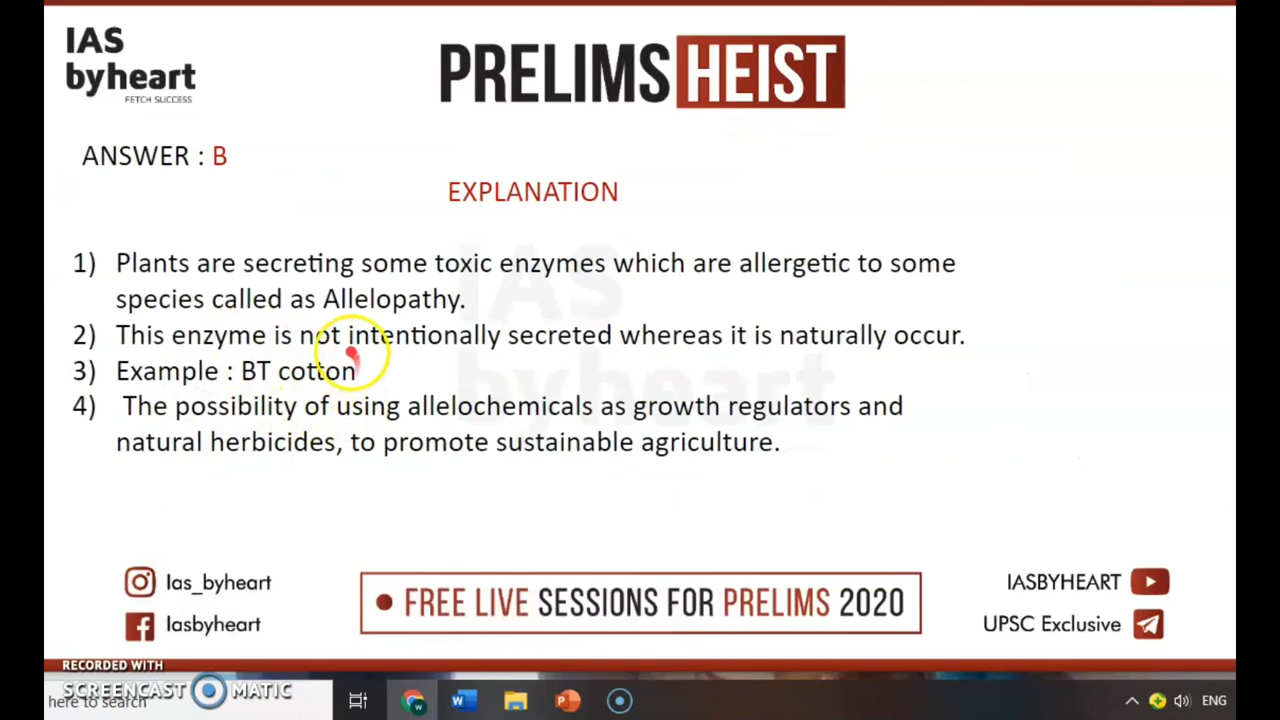 IAS
byheart
FETCH SUCCESS
PRELIMS HEIST
ANSWER : B
EXPLANATION
1) Plants are secreting some toxic enzymes which are allergetic to some
species called as Allelopathy.
2) This enzyme is not intentionally secreted whereas it is naturally occur.
3) Example : BT cotton
4) The possibility of using allelochemicals as growth regulators and
natural herbicides, to promote sustainable agriculture.
IAS
byheart
Ias_byheart
Iasbyheart
• FREE LIVE SESSIONS FOR PRELIMS 2020
IASBYHEART
UPSC Exclusive
RECORDED WITH
SCREENCAST MATIC
here to search
ENG